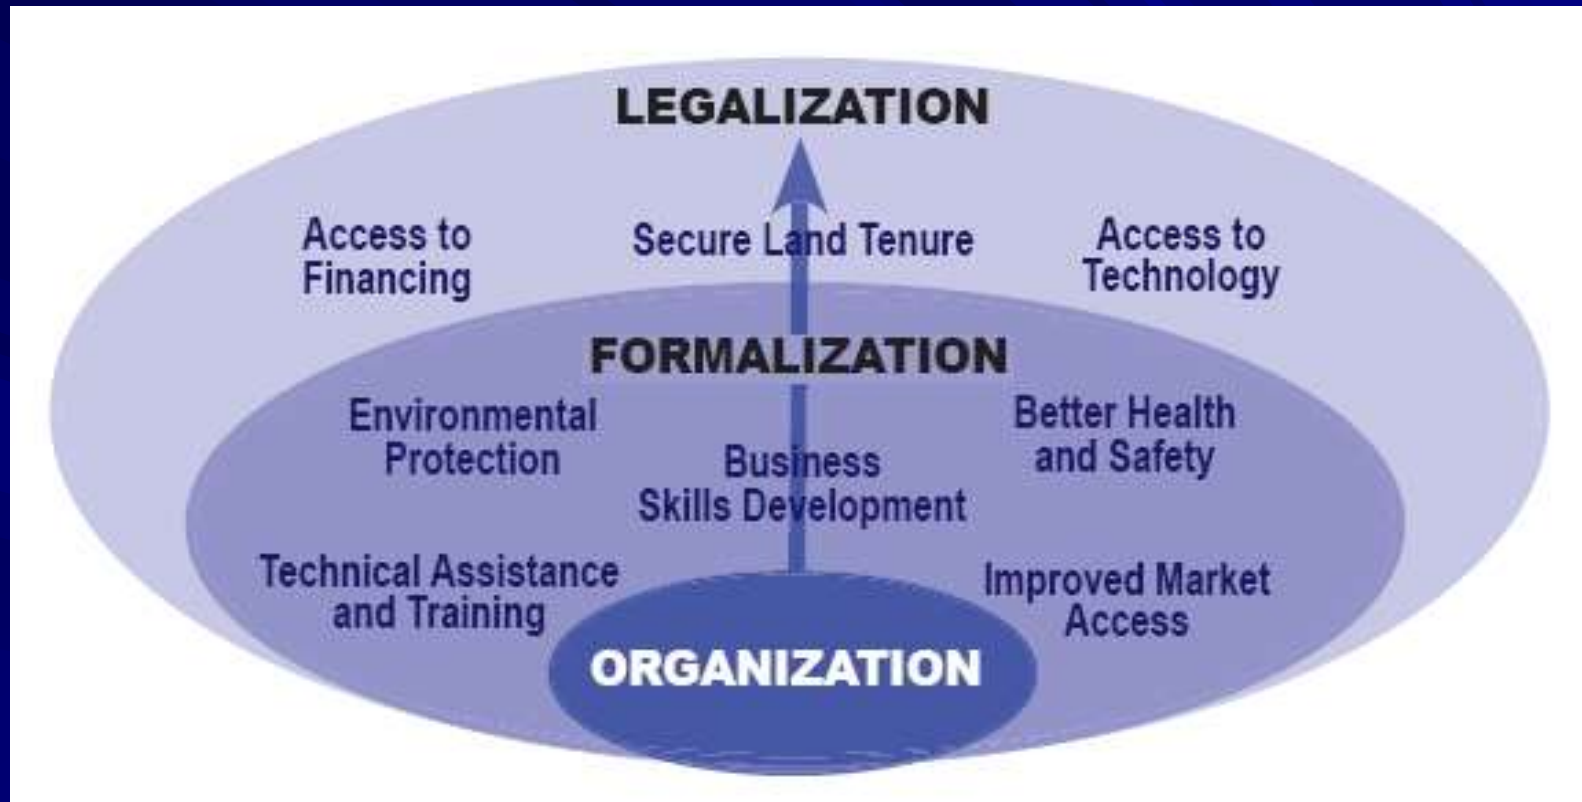 LEGALIZATION
Access to
Financing
Secure Land Tenure
Access to
Technology
FORMALIZATION
Environmental
Protection
Business
Skills Development
Better Health
and Safety
Technical Assistance
and Training
Improved Market
Access
ORGANIZATION